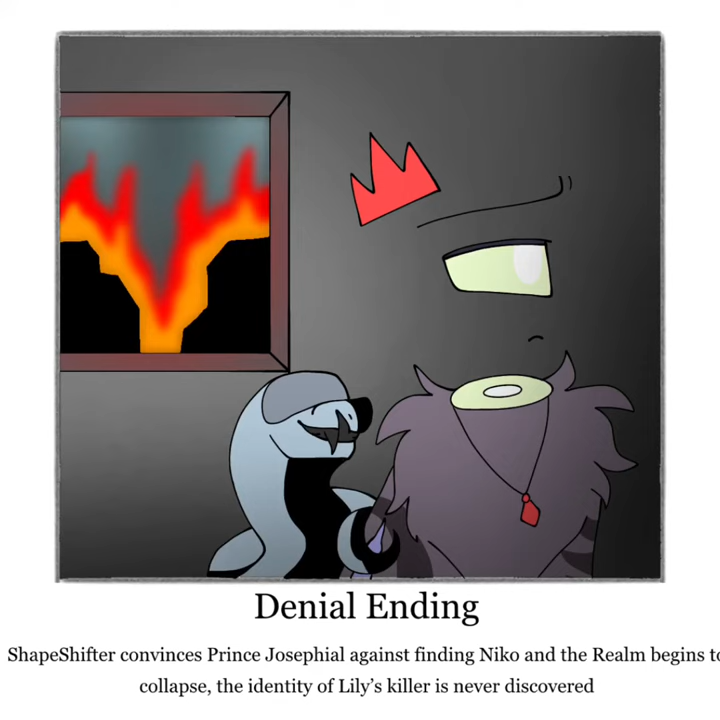 Denial Ending
ShapeShifter convinces Prince Josephial against finding Niko and the Realm begins to
collapse, the identity of Lily's killer is never discovered